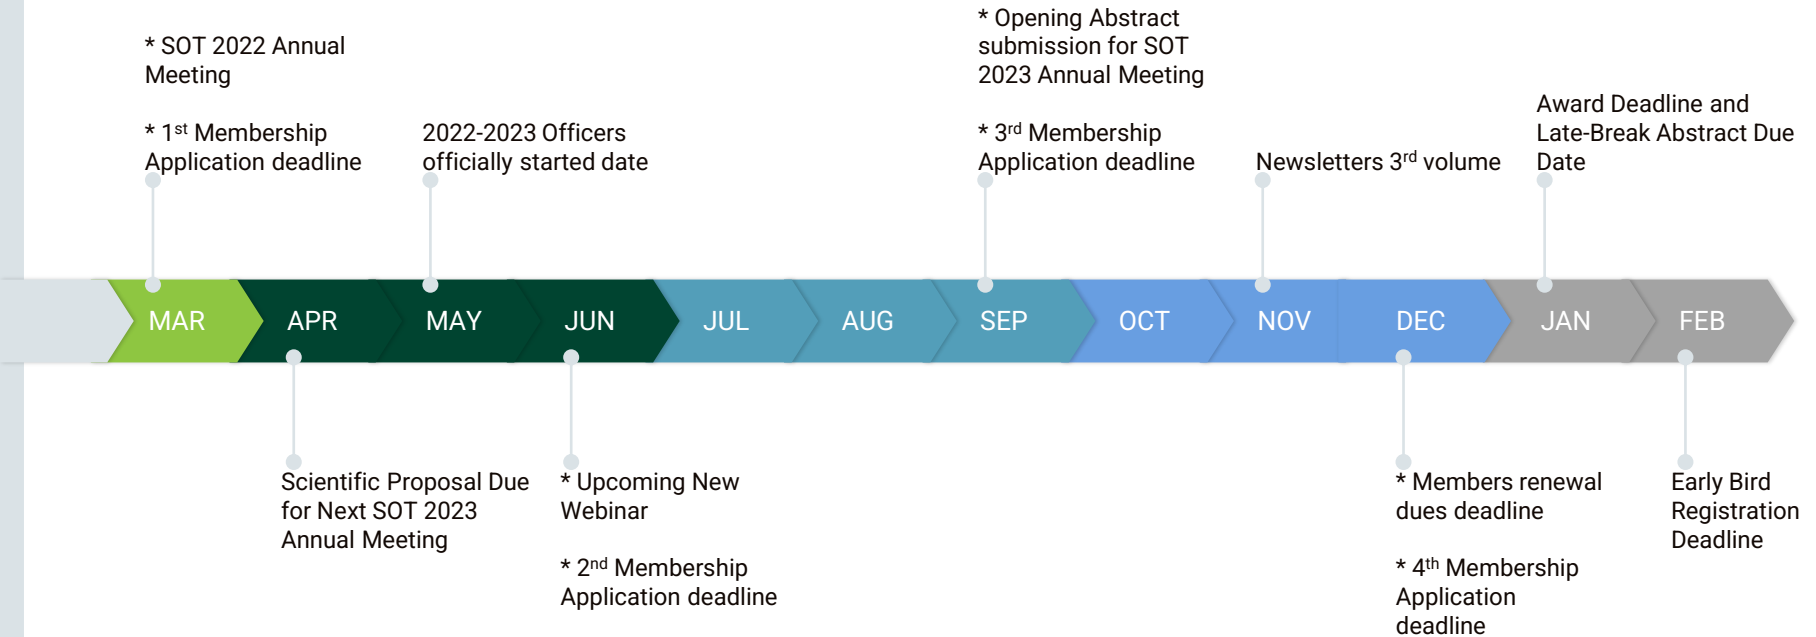 * SOT 2022 Annual
Meeting
* 1st Membership
Application deadline
2022-2023 Officers
officially started date
* Opening Abstract
submission for SOT
2023 Annual Meeting
* 3rd Membership
Application deadline
Newsletters 3rd volume
Award Deadline and
Late-Break Abstract Due
Date
MAR
APR
MAY
JUN
JUL
AUG
SEP
OCT
NOV
DEC
JAN
FEB
Scientific Proposal Due
for Next SOT 2023
Annual Meeting
* Upcoming New
Webinar
* 2nd Membership
Application deadline
* Members renewal
dues deadline
* 4th Membership
Application
deadline
Early Bird
Registration
Deadline